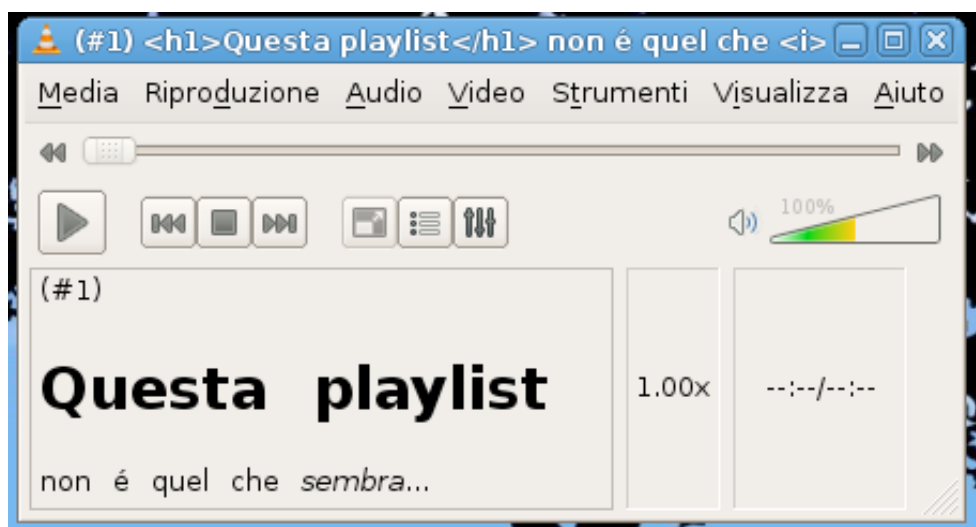 (#1) <h1>Questa playlist</h1> non é quel che <i>
Media Riproduzione Audio Video Strumenti Visualizza Aiuto
100%
(#1)
Questa playlist
non é quel che sembra...
1.00x
--:--/--:--